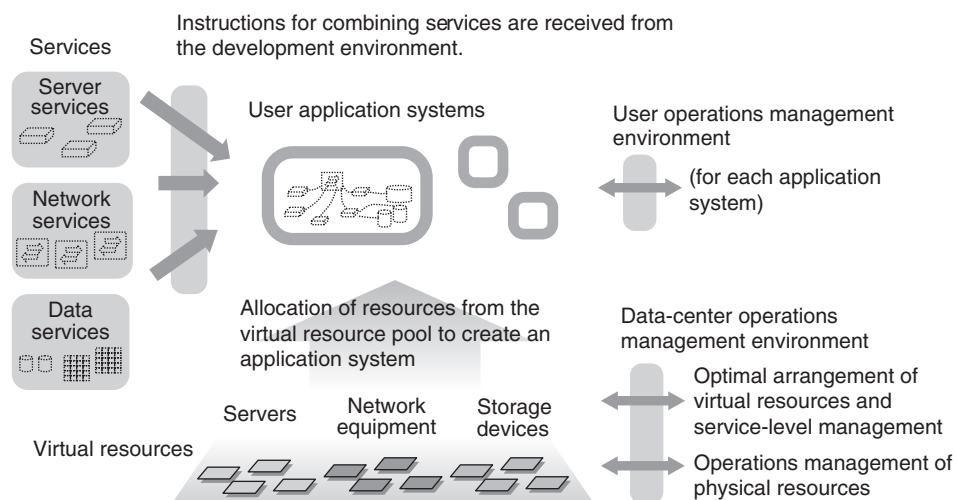 Instructions for combining services are received from
the development environment.
Services
Server
services
Network
services
Data
services
User application systems
User operations management
environment
(for each application
system)
Allocation of resources from the
virtual resource pool to create an
application system
Data-center operations
management environment
Optimal arrangement of
virtual resources and
service-level management
Operations management of
physical resources
Virtual resources
Servers
Network
equipment
Storage
devices